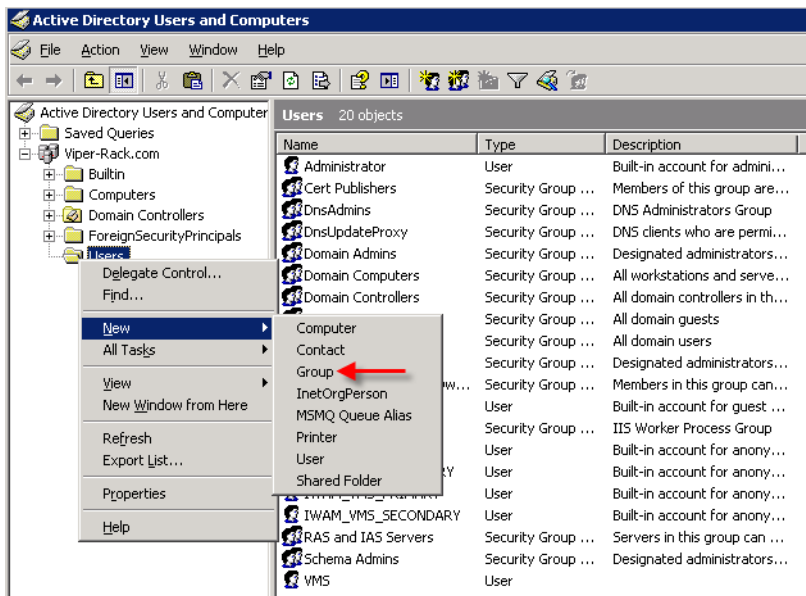 Active Directory Users and Computers
File Action View Window Help
Active Directory Users and Computer
Saved Queries
Viper-Rack.com
Builtin
Computers
Domain Controllers
ForeignSecurityPrincipals
Users
Delegate Control...
Find...
New
All Tasks
View
New Window from Here
Refresh
Export List...
Properties
Help
Computer
Contact
Group
InetOrgPerson
MSMQ Queue Alias
Printer
User
Shared Folder
Users 20 objects
Name Type Description
Administrator User Built-in account for admini...
Cert Publishers Security Group ... Members of this group are...
DnsAdmins Security Group ... DNS Administrators Group
DnsUpdateProxy Security Group ... DNS clients who are permi...
Domain Admins Security Group ... Designated administrators...
Domain Computers Security Group ... All workstations and serve...
Domain Controllers Security Group ... All domain controllers in th...
Security Group ... All domain guests
Security Group ... All domain users
Security Group ... Designated administrators...
Security Group ... Members in this group can...
User Built-in account for guest ...
Security Group ... IIS Worker Process Group
User Built-in account for anony...
User Built-in account for anony...
User Built-in account for anony...
IWAM_VMS_SECONDARY User Built-in account for anony...
RAS and IAS Servers Security Group ... Servers in this group can ...
Schema Admins Security Group ... Designated administrators...
VMS User